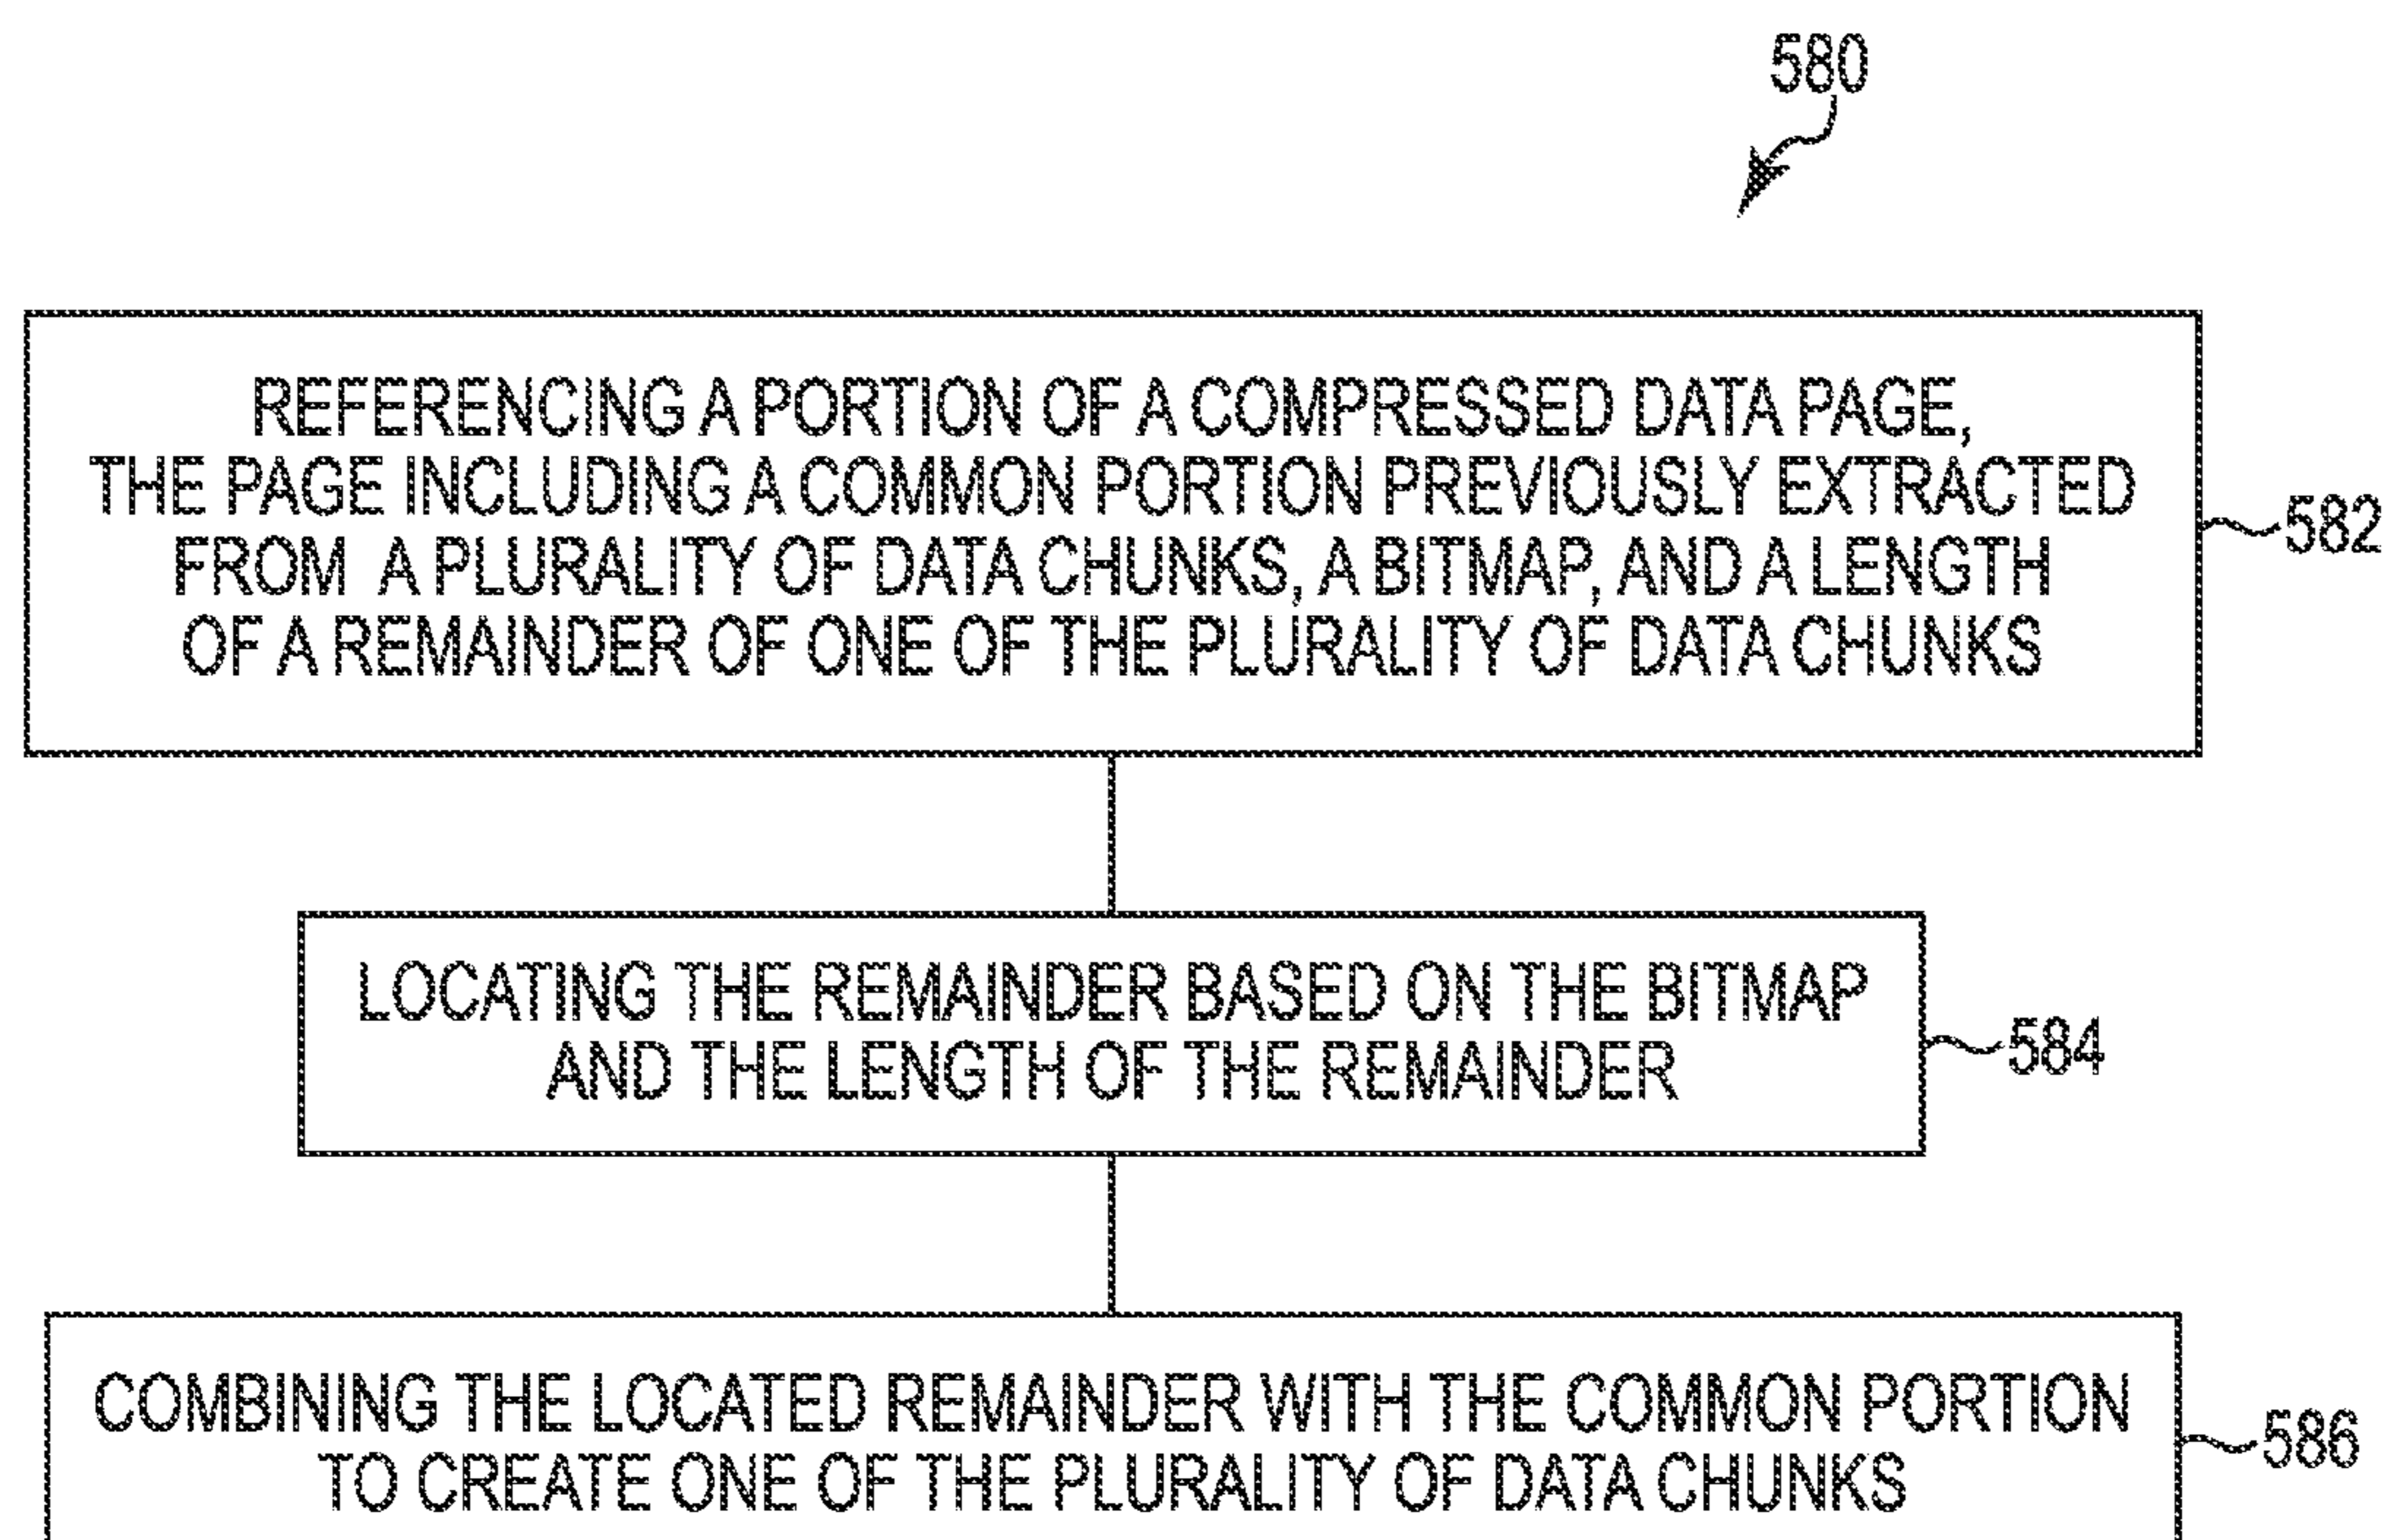 580
REFERENCING A PORTION OF A COMPRESSED DATA PAGE,
THE PAGE INCLUDING A COMMON PORTION PREVIOUSLY EXTRACTED
FROM A PLURALITY OF DATA CHUNKS, A BITMAP, AND A LENGTH
OF A REMAINDER OF ONE OF THE PLURALITY OF DATA CHUNKS
582
LOCATING THE REMAINDER BASED ON THE BITMAP
AND THE LENGTH OF THE REMAINDER
584
COMBINING THE LOCATED REMAINDER WITH THE COMMON PORTION
TO CREATE ONE OF THE PLURALITY OF DATA CHUNKS
586